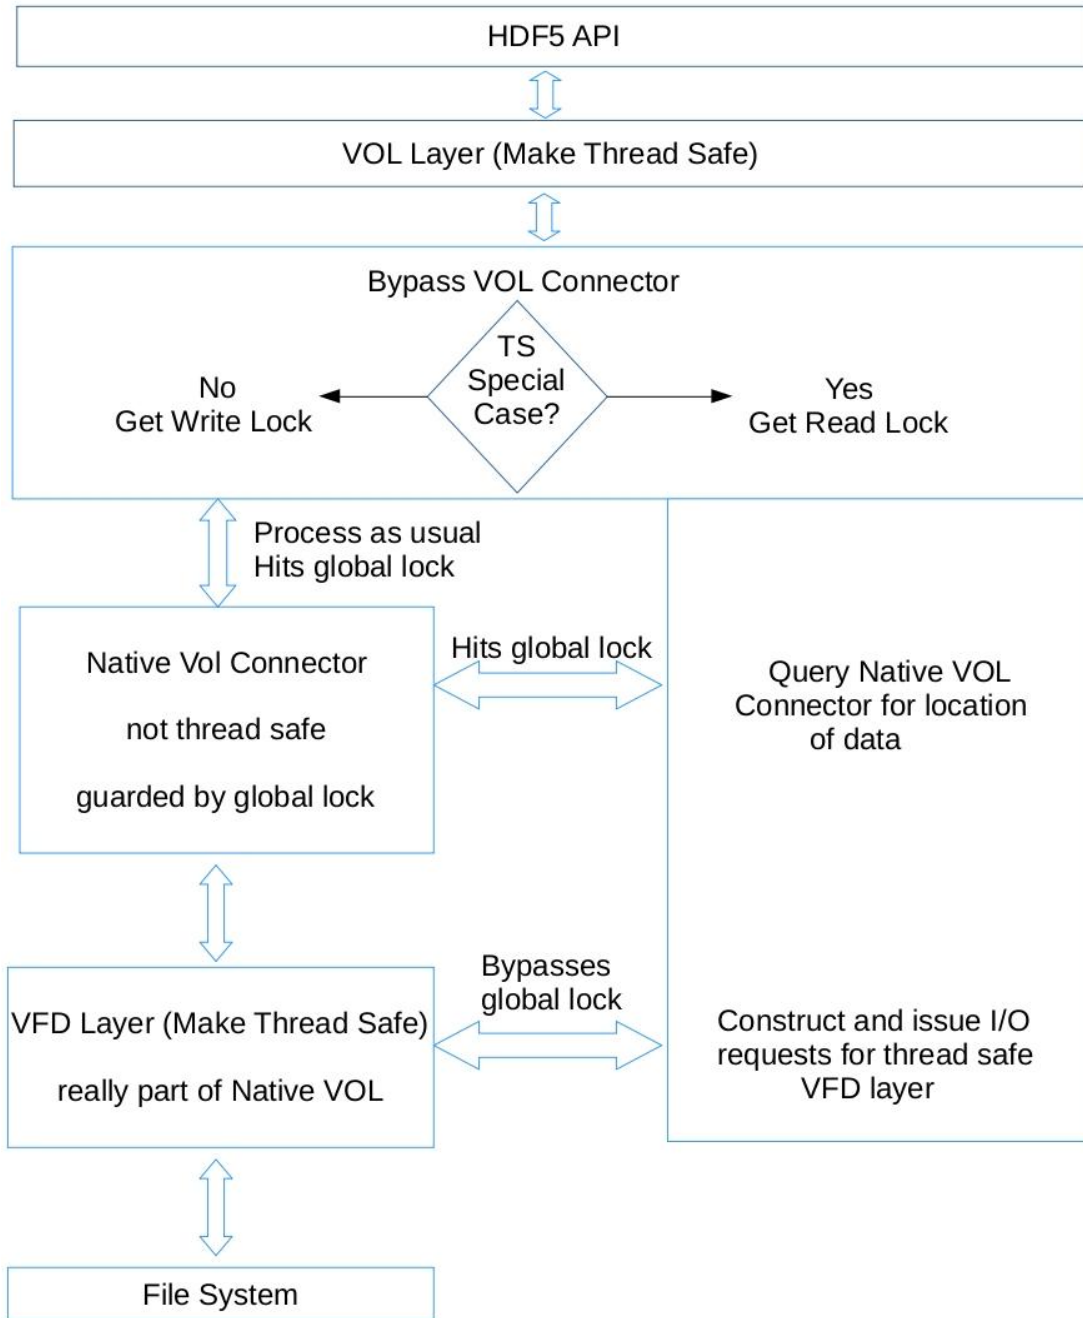 HDF5 API
VOL Layer (Make Thread Safe)
Bypass VOL Connector
TS
Special
Case?
No
Get Write Lock
Yes
Get Read Lock
Process as usual
Hits global lock
Native Vol Connector
not thread safe
guarded by global lock
Hits global lock
Query Native VOL
Connector for location
of data
VFD Layer (Make Thread Safe)
really part of Native VOL
Bypasses
global lock
Construct and issue I/O
requests for thread safe
VFD layer
File System